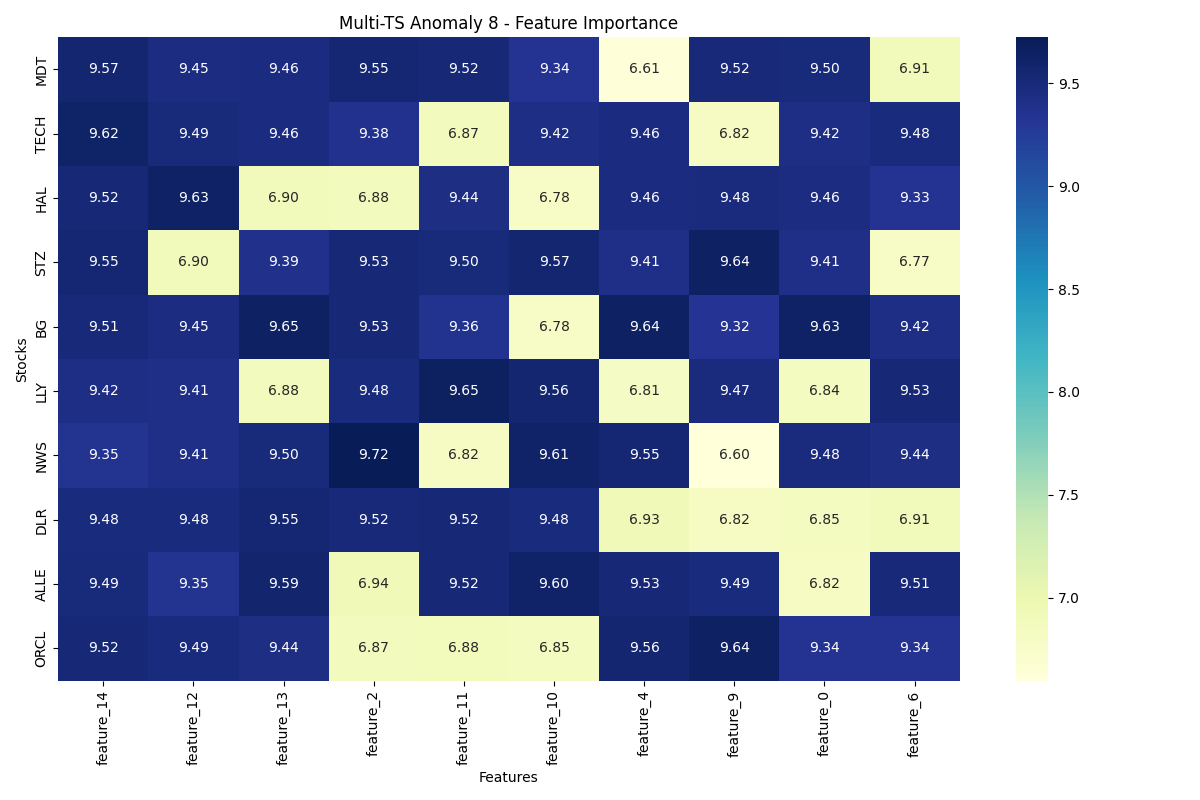 Multi-TS Anomaly 8 - Feature Importance
Stocks
MDT 9.57 9.45 9.46 9.55 9.52 9.34 6.61 9.52 9.50 6.91
TECH 9.62 9.49 9.46 9.38 6.87 9.42 9.46 6.82 9.42 9.48
HAL 9.52 9.63 6.90 6.88 9.44 6.78 9.46 9.48 9.46 9.33
STZ 9.55 6.90 9.39 9.53 9.50 9.57 9.41 9.64 9.41 6.77
BG 9.51 9.45 9.65 9.53 9.36 6.78 9.64 9.32 9.63 9.42
LLY 9.42 9.41 6.88 9.48 9.65 9.56 6.81 9.47 6.84 9.53
NWS 9.35 9.41 9.50 9.72 6.82 9.61 9.55 6.60 9.48 9.44
DLR 9.48 9.48 9.55 9.52 9.52 9.48 6.93 6.82 6.85 6.91
ALLE 9.49 9.35 9.59 6.94 9.52 9.60 9.53 9.49 6.82 9.51
ORCL 9.52 9.49 9.44 6.87 6.88 6.85 9.56 9.64 9.34 9.34
feature_14 feature_12 feature_13 feature_2 feature_11 feature_10 feature_4 feature_9 feature_0 feature_6
Features
9.5
9.0
8.5
8.0
7.5
7.0